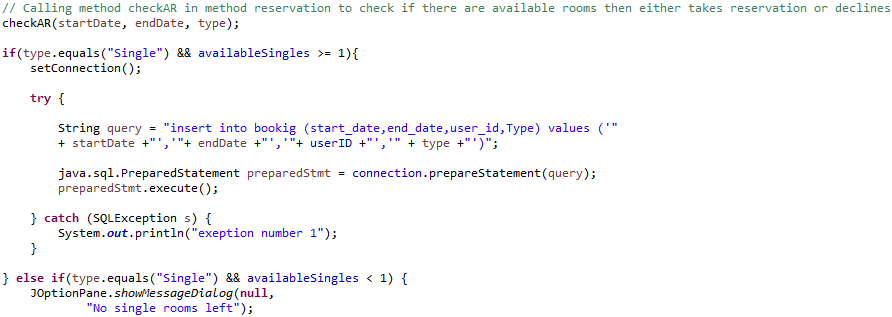 // Calling method checkAR in method reservation to check if there are available rooms then either takes reservation or declines
checkAR(startDate, endDate, type);
if(type.equals("Single") && availableSingles >= 1){
setConnection();
try {
String query = "insert into bookig (start_date,end_date,user_id,Type) values ('"
+ startDate +"','"+ endDate +"','"+ userID +"','" + type +"')";
java.sql.PreparedStatement preparedStmt = connection.prepareStatement(query);
preparedStmt.execute();
} catch (SQLException s) {
System.out.println("exeption number 1");
}
} else if(type.equals("Single") && availableSingles < 1) {
JOptionPane.showMessageDialog(null,
"No single rooms left");